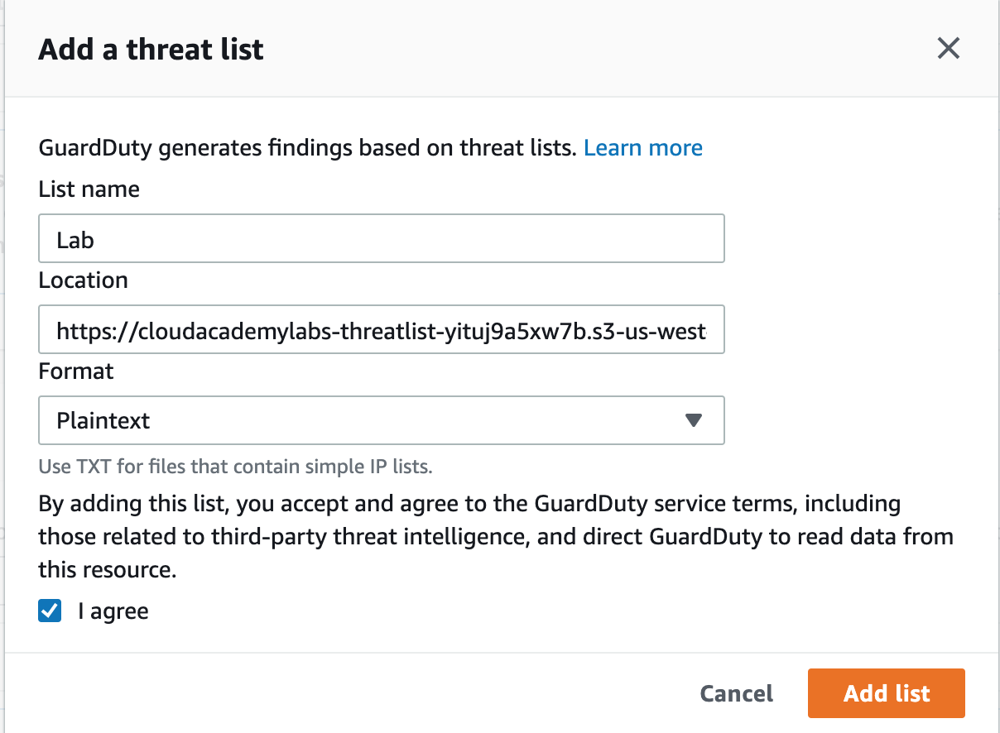 Add a threat list
GuardDuty generates findings based on threat lists. Learn more
List name
Lab
Location
https://cloudacademylabs-threatlist-yituj9a5xw7b.s3-us-west
Format
Plaintext
Use TXT for files that contain simple IP lists.
By adding this list, you accept and agree to the GuardDuty service terms, including
those related to third-party threat intelligence, and direct GuardDuty to read data from
this resource.
I agree
Cancel
Add list